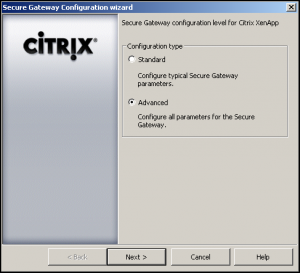 Secure Gateway Configuration wizard
Secure Gateway configuration level for Citrix XenApp
CITRIX®
Configuration type
Standard
Configure typical Secure Gateway
parameters.
Advanced
Configure all parameters for the Secure
Gateway.
< Back
Next >
Cancel
Help